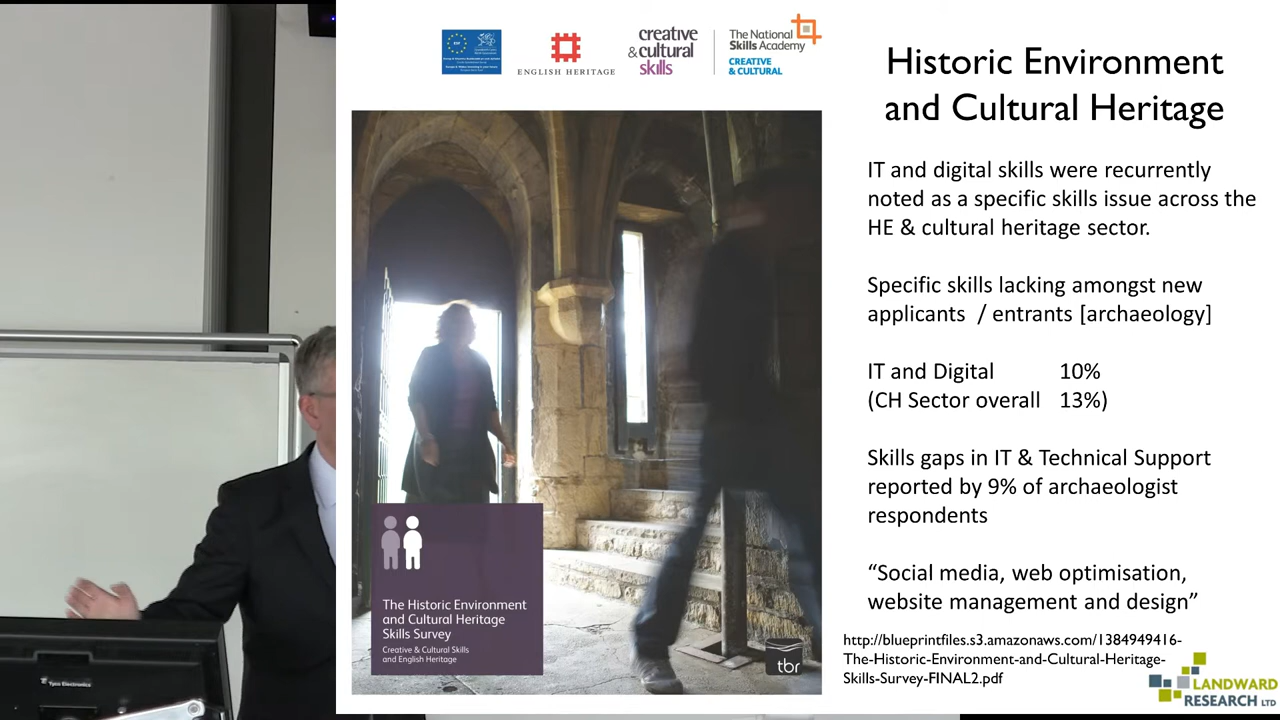 ENGLISH HERITAGE
creative
& cultural
skills
The National
Skills Academy
CREATIVE
& CULTURAL
Historic Environment
and Cultural Heritage
IT and digital skills were recurrently
noted as a specific skills issue across the
HE & cultural heritage sector.
Specific skills lacking amongst new
applicants / entrants [archaeology]
IT and Digital 10%
(CH Sector overall 13%)
Skills gaps in IT & Technical Support
reported by 9% of archaeologist
respondents
“Social media, web optimisation,
website management and design”
http://blueprintfiles.s3.amazonaws.com/1384949416-
The-Historic-Environment-and-Cultural-Heritage-
Skills-Survey-FINAL2.pdf
The Historic Environment
and Cultural Heritage
Skills Survey
Creative & Cultural Skills
and English Heritage
tbr
LANDWARD
RESEARCH LTD
Tyco Electronics